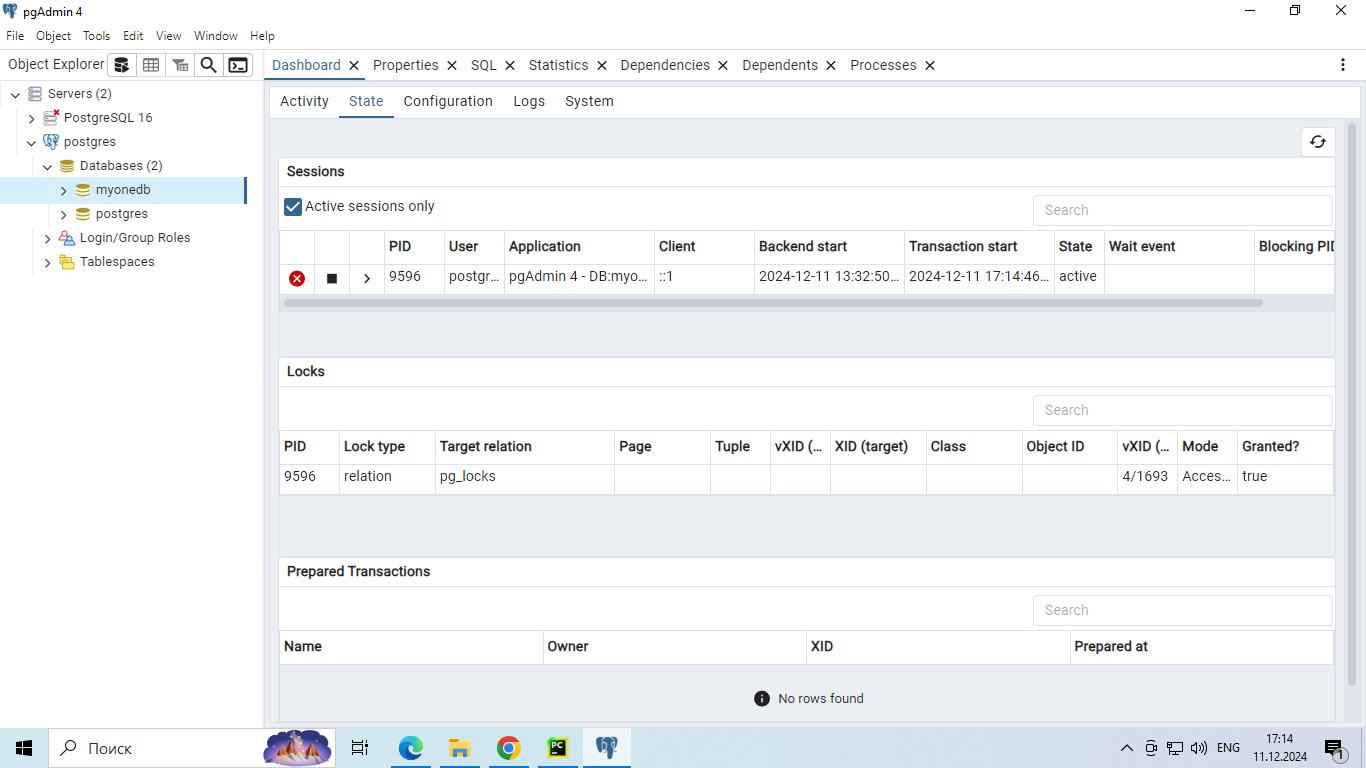 pgAdmin 4
File Object Tools Edit View Window Help
Object Explorer
Dashboard Properties SQL Statistics Dependencies Dependents Processes
Servers (2)
PostgreSQL 16
postgres
Databases (2)
myonedb
postgres
Login/Group Roles
Tablespaces
Activity State Configuration Logs System
Sessions
Active sessions only
Search
PID User Application Client Backend start Transaction start State Wait event Blocking PID
9596 postgr... pgAdmin 4 - DB:myo... ::1 2024-12-11 13:32:50... 2024-12-11 17:14:46... active
Locks
Search
PID Lock type Target relation Page Tuple vXID (... XID (target) Class Object ID vXID (... Mode Granted?
9596 relation pg_locks 4/1693 Acces... true
Prepared Transactions
Search
Name Owner XID Prepared at
No rows found
Поиск
PC
ENG
17:14
11.12.2024
1